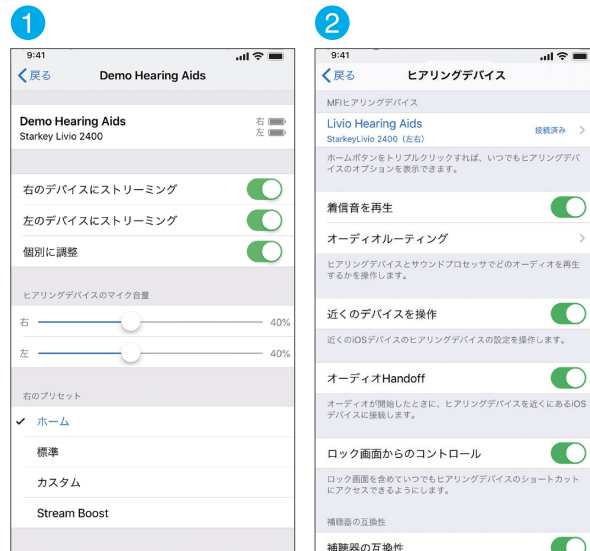 1
9:41
戻る
Demo Hearing Aids
Demo Hearing Aids
右
Starkey Livio 2400
左
右のデバイスにストリーミング
左のデバイスにストリーミング
個別に調整
ヒアリングデバイスのマイク音量
右
40%
左
40%
右のプリセット
ホーム
標準
カスタム
Stream Boost
2
9:41
戻る
ヒアリングデバイス
MFIヒアリングデバイス
Livio Hearing Aids
StarkeyLivio 2400（左右）
接続済み
ホームボタンをトリプルクリックすれば、いつでもヒアリングデバ
イスのオプションを表示できます。
着信音を再生
オーディオルーティング
ヒアリングデバイスとサウンドプロセッサでどのオーディオを再生
するかを操作します。
近くのデバイスを操作
近くのiOSデバイスのヒアリングデバイスの設定を操作します。
オーディオHandoff
オーディオが開始したときに、ヒアリングデバイスを近くにあるiOS
デバイスに接続します。
ロック画面からのコントロール
ロック画面を含めていつでもヒアリングデバイスのショートカット
にアクセスできるようにします。
補聴器の互換性
補聴器の互換性